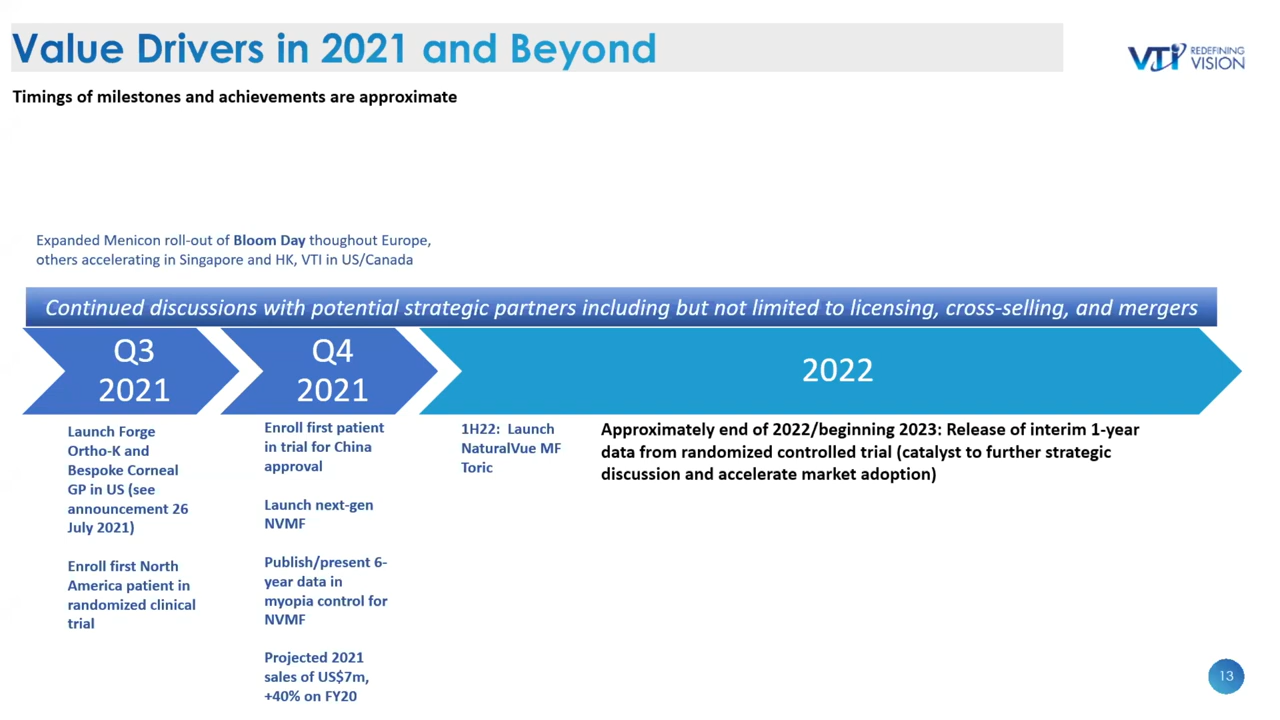 Value Drivers in 2021 and Beyond
VTI REDEFINING
VISION
Timings of milestones and achievements are approximate
Expanded Menicon roll-out of Bloom Day thoughout Europe,
others accelerating in Singapore and HK, VTI in US/Canada
Continued discussions with potential strategic partners including but not limited to licensing, cross-selling, and mergers
Q3
2021
Q4
2021
2022
Launch Forge
Ortho-K and
Bespoke Corneal
GP in US (see
announcement 26
July 2021)
Enroll first North
America patient in
randomized clinical
trial
Enroll first patient
in trial for China
approval
Launch next-gen
NVMF
Publish/present 6-
year data in
myopia control for
NVMF
Projected 2021
sales of US$7m,
+40% on FY20
1H22:  Launch
NaturalVue MF
Toric
Approximately end of 2022/beginning 2023: Release of interim 1-year
data from randomized controlled trial (catalyst to further strategic
discussion and accelerate market adoption)
13